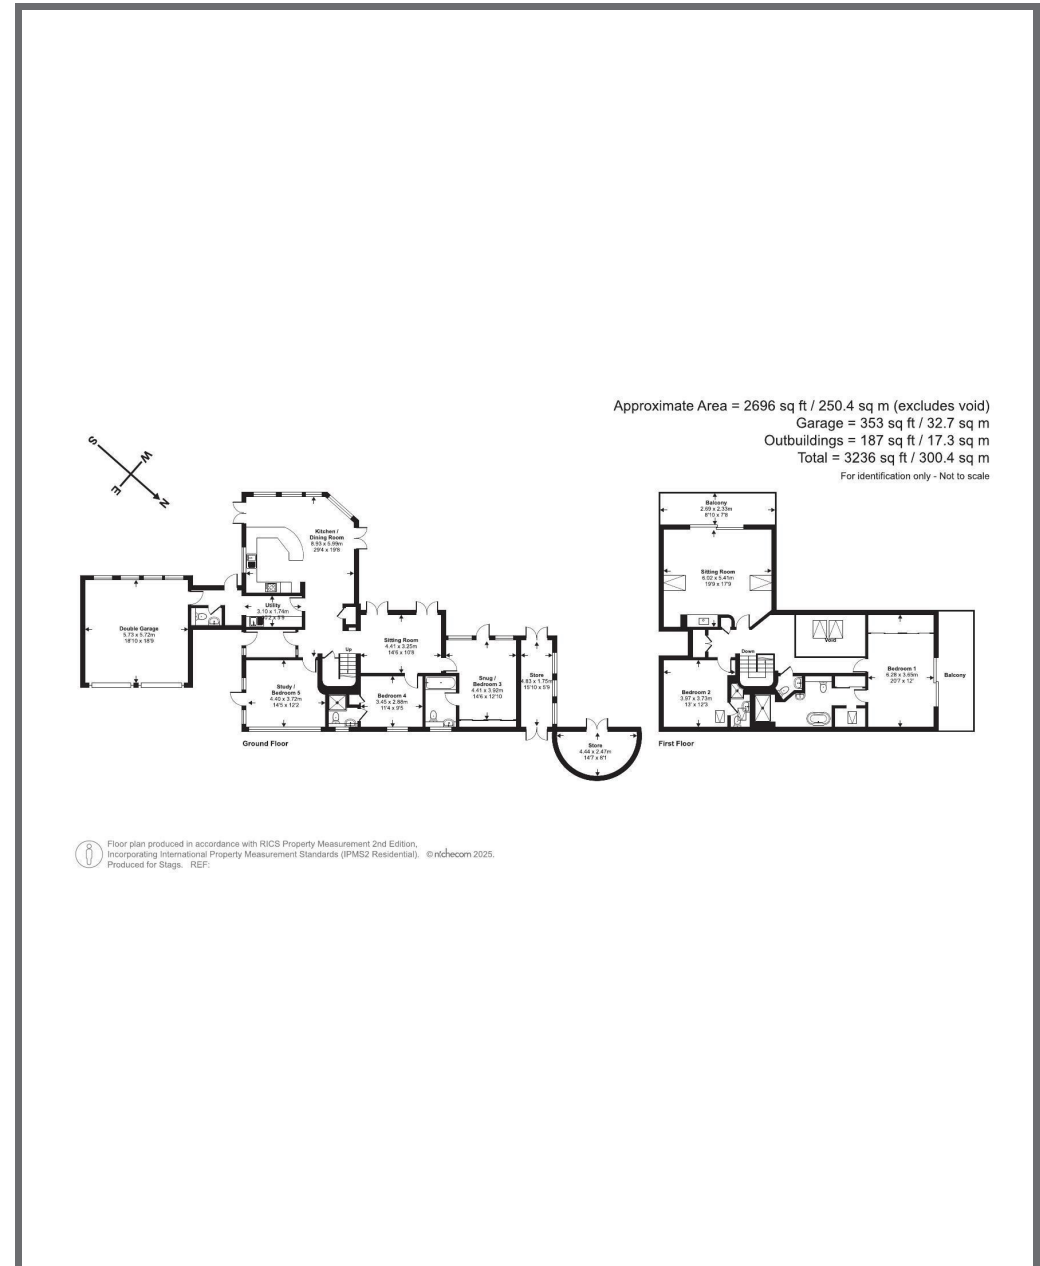 Approximate Area = 2696 sq ft / 250.4 sq m (excludes void)
Garage = 353 sq ft / 32.7 sq m
Outbuildings = 187 sq ft / 17.3 sq m
Total = 3236 sq ft / 300.4 sq m
For identification only - Not to scale
S
W
E
N
Kitchen /
Dining Room
8.93 x 5.99m
29'4 x 19'8
Utility
3.10 x 1.74m
Double Garage
5.73 x 5.72m
18'10 x 18'9
Sitting Room
4.41 x 3.25m
14'6 x 10'8
Up
Study /
Bedroom 5
4.40 x 3.72m
14'5 x 12'2
Bedroom 4
3.45 x 2.88m
11'4 x 9'5
Snug /
Bedroom 3
4.41 x 3.92m
14'6 x 12'10
Store
4.83 x 1.75m
15'10 x 5'9
Store
4.44 x 2.47m
14'7 x 8'1
Ground Floor
Balcony
2.69 x 2.33m
8'10 x 7'8
Sitting Room
6.02 x 5.41m
19'9 x 17'9
Void
Down
Bedroom 2
3.97 x 3.73m
13' x 12'3
Bedroom 1
6.28 x 3.65m
20'7 x 12'
Balcony
First Floor
Floor plan produced in accordance with RICS Property Measurement 2nd Edition,
Incorporating International Property Measurement Standards (IPMS2 Residential). © nichecom 2025.
Produced for Stags. REF: